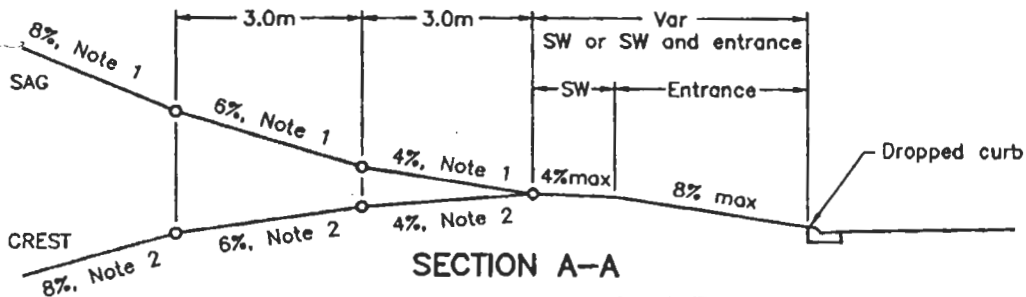 3.0m
3.0m
Var
SW or SW and entrance
8%, Note 1
SAG
SW
Entrance
6%, Note 1
4%, Note 1
4%max
8% max
Dropped curb
CREST
8%, Note 2
6%, Note 2
4%, Note 2
SECTION A–A